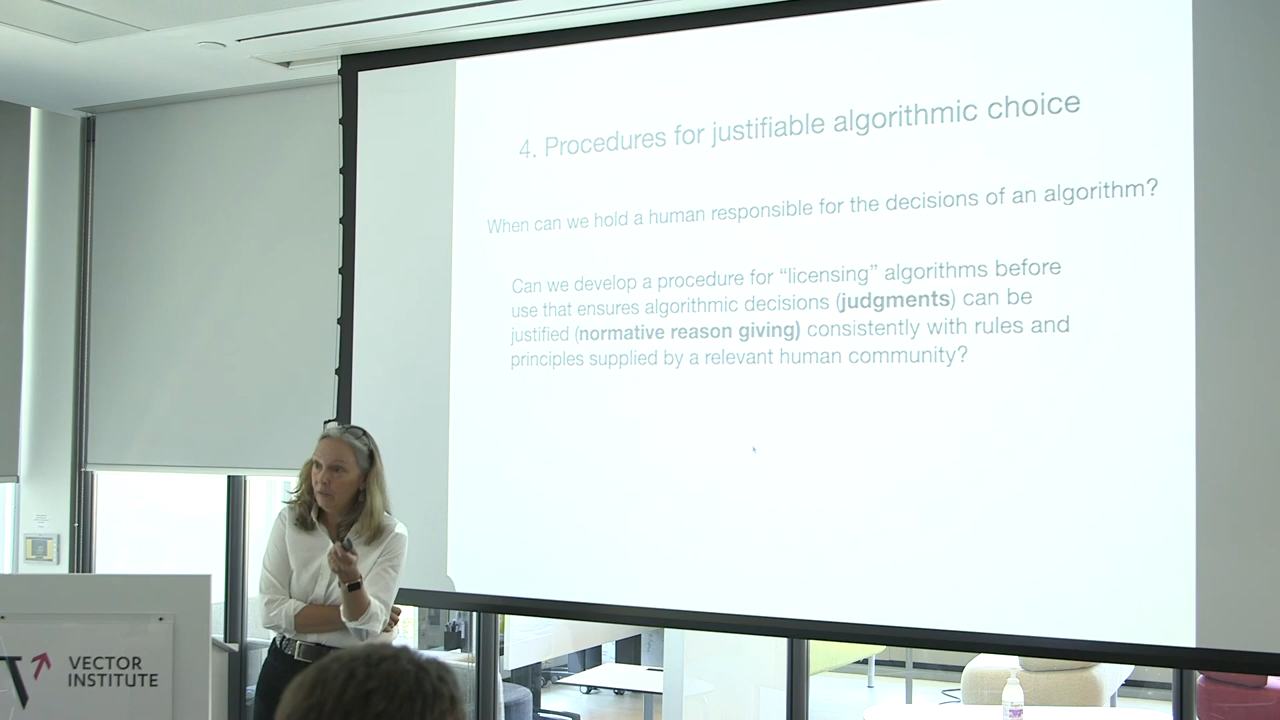 4. Procedures for justifiable algorithmic choice
When can we hold a human responsible for the decisions of an algorithm?
Can we develop a procedure for “licensing” algorithms before
use that ensures algorithmic decisions (judgments) can be
justified (normative reason giving) consistently with rules and
principles supplied by a relevant human community?
VECTOR
INSTITUTE